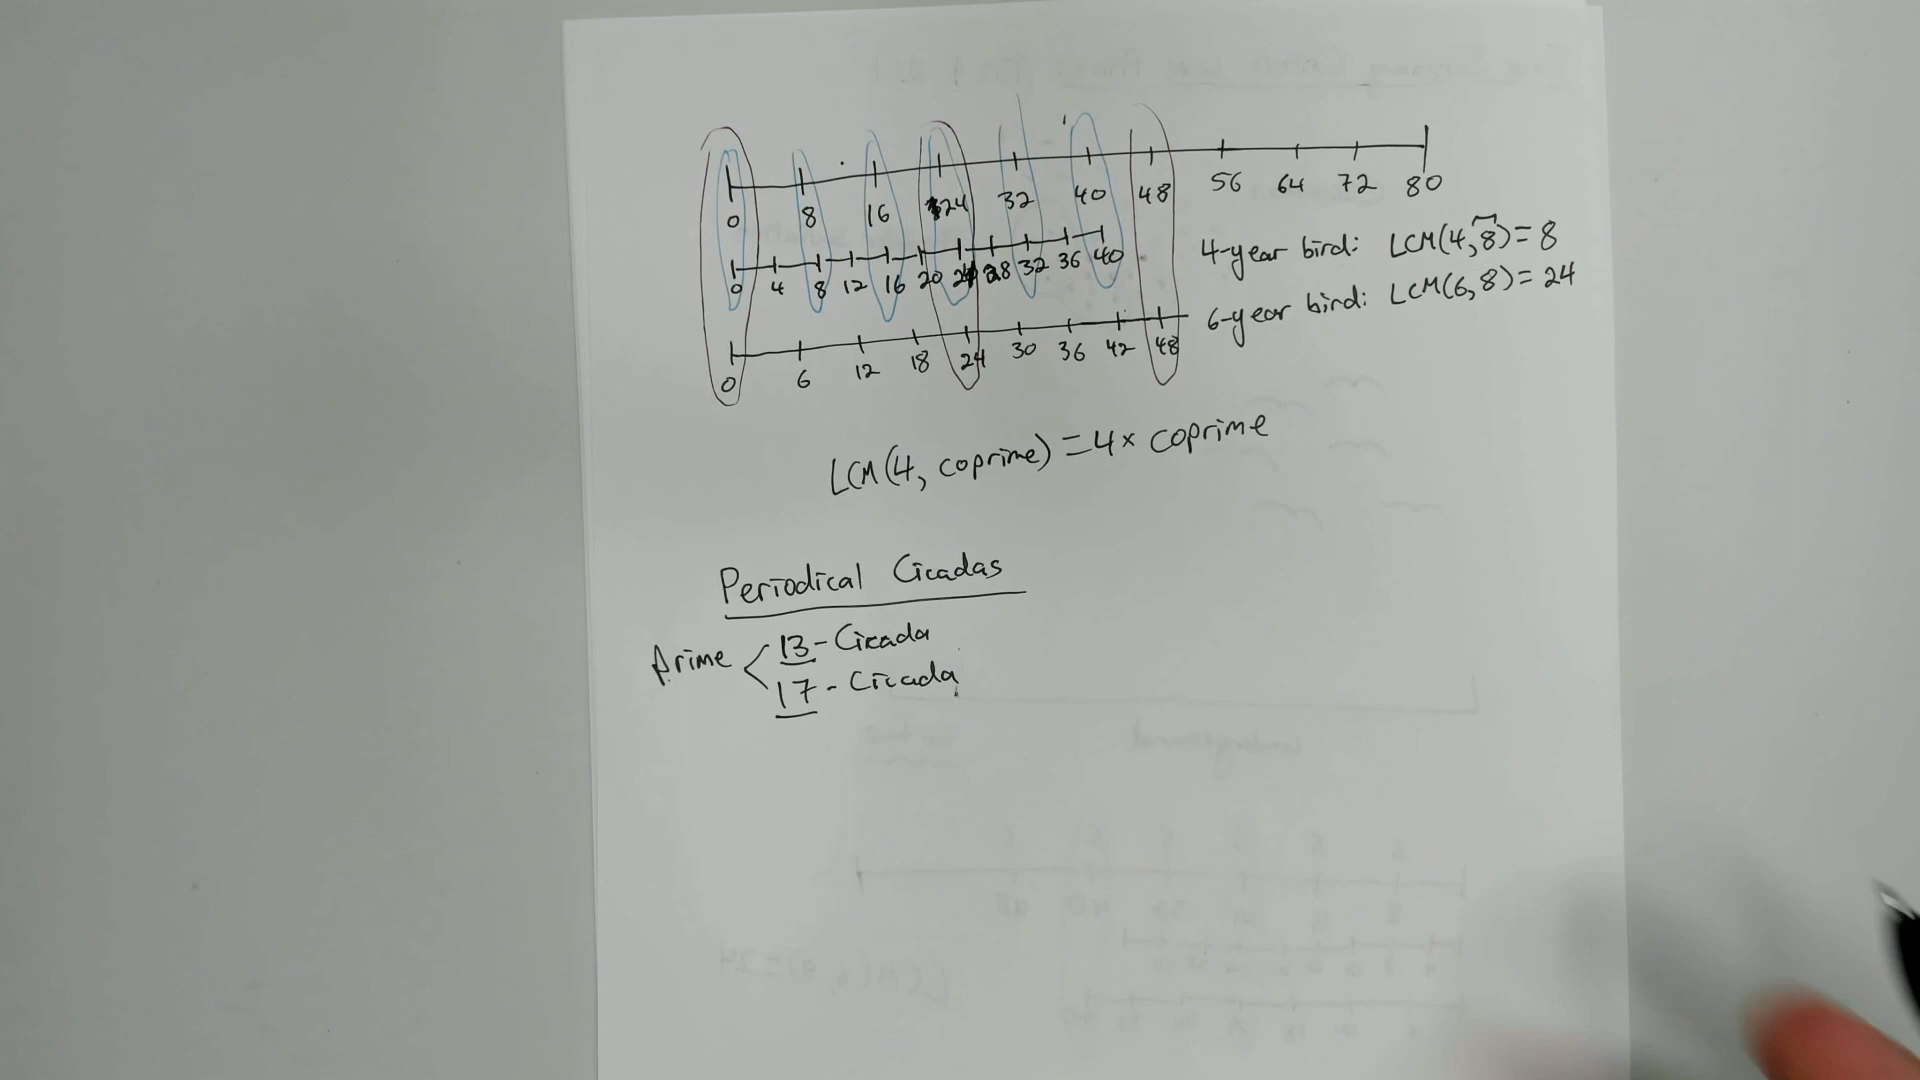 0 8 16 24 32 40 48 56 64 72 80
0 4 8 12 16 20 24 28 32 36 40
4-year bird: LCM(4,8)=8
6-year bird: LCM(6,8)=24
0 6 12 18 24 30 36 42 48
LCM(4, coprime)=4× coprime
Periodical Cicadas
Prime < 13-Cicada
17-Cicada